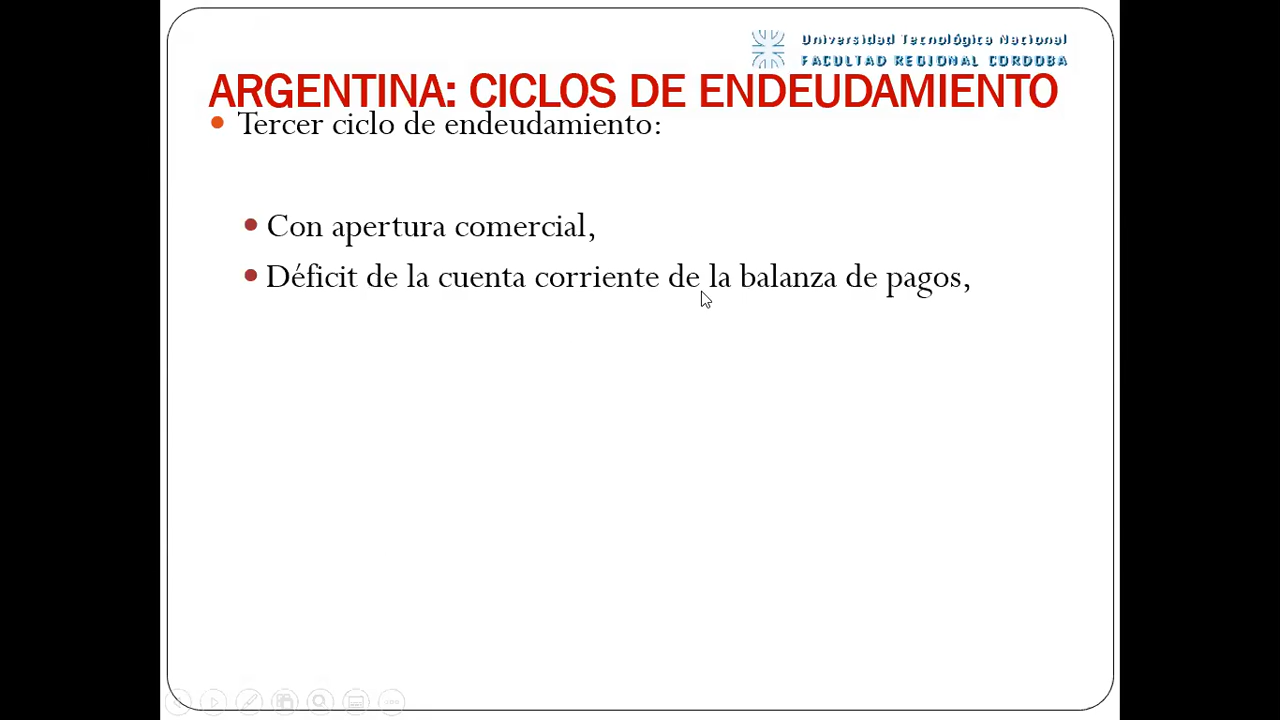 Universidad Tecnológica Nacional
FACULTAD REGIONAL CORDOBA
ARGENTINA: CICLOS DE ENDEUDAMIENTO
Tercer ciclo de endeudamiento:
Con apertura comercial,
Déficit de la cuenta corriente de la balanza de pagos,